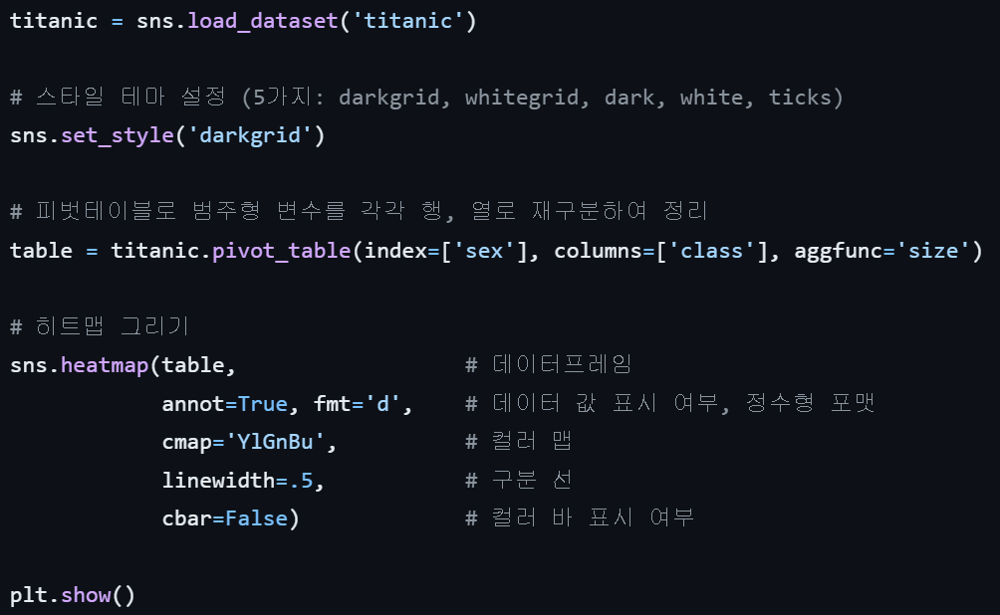 titanic = sns.load_dataset('titanic')
# 스타일 테마 설정 (5가지: darkgrid, whitegrid, dark, white, ticks)
sns.set_style('darkgrid')
# 피벗테이블로 범주형 변수를 각각 행, 열로 재구분하여 정리
table = titanic.pivot_table(index=['sex'], columns=['class'], aggfunc='size')
# 히트맵 그리기
sns.heatmap(table, # 데이터프레임
annot=True, fmt='d', # 데이터 값 표시 여부, 정수형 포맷
cmap='YlGnBu', # 컬러 맵
linewidth=.5, # 구분 선
cbar=False) # 컬러 바 표시 여부
plt.show()